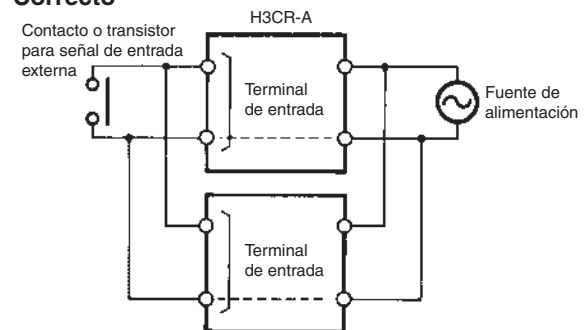 Correcto
H3CR-A
Contacto o transistor
para señal de entrada
externa
Terminal
de entrada
Fuente de
alimentación
Terminal
de entrada